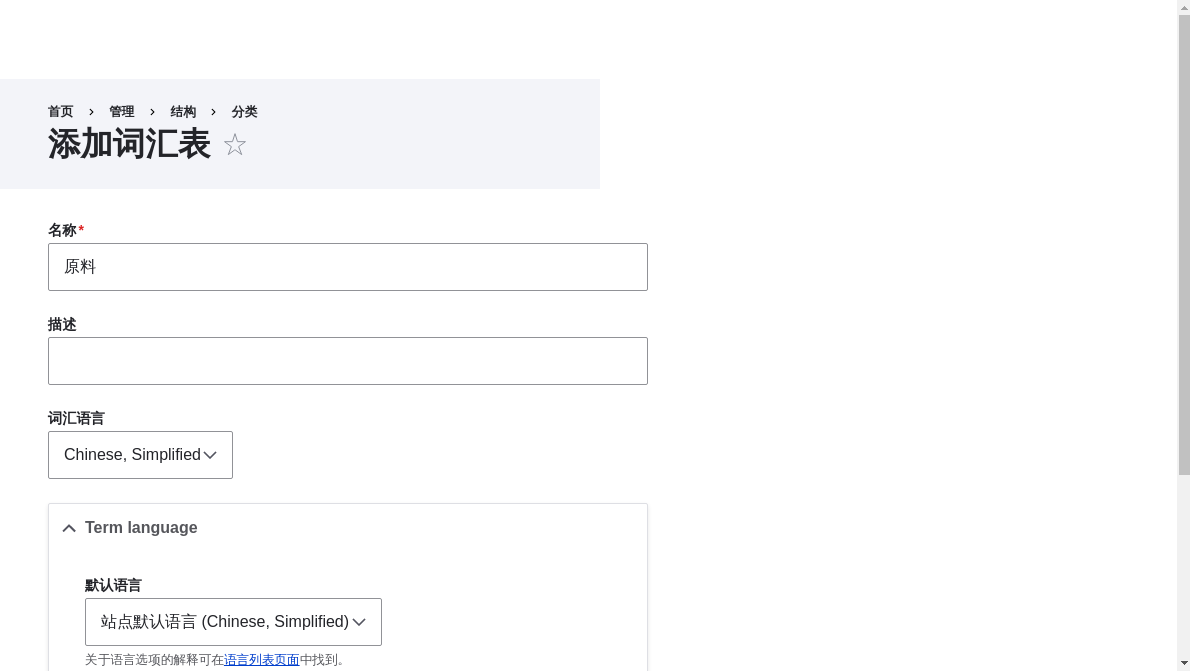 首页 › 管理 › 结构 › 分类
添加词汇表
名称*
原料
描述
词汇语言
Chinese, Simplified
Term language
默认语言
站点默认语言 (Chinese, Simplified)
关于语言选项的解释可在语言列表页面中找到。